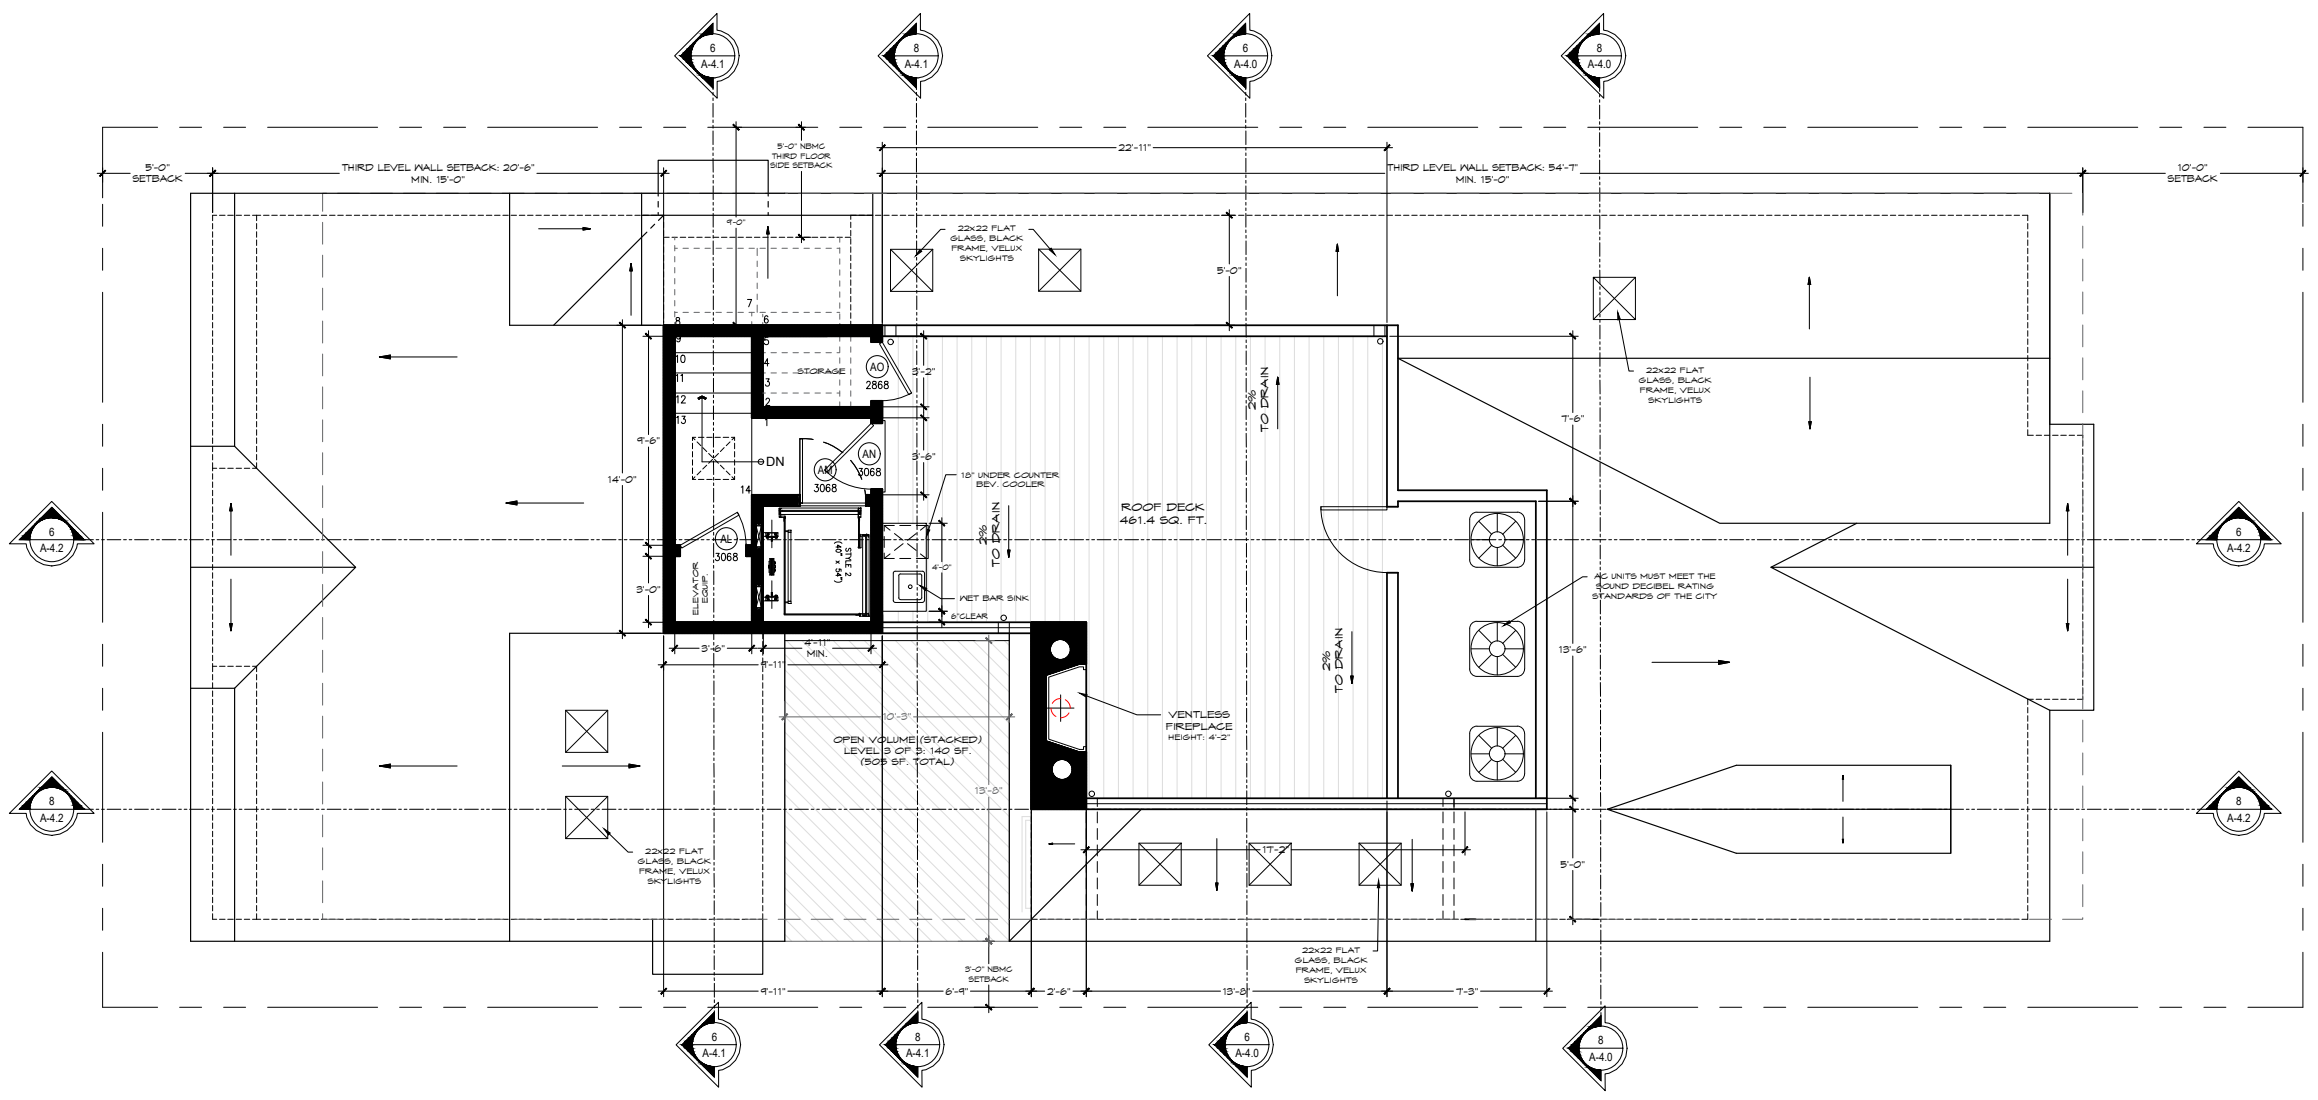 6
A-4.1
8
A-4.1
6
A-4.0
8
A-4.0
5'-0"
SETBACK
THIRD LEVEL WALL SETBACK: 20'-6"
MIN. 15'-0"
5'-0" NBMC
THIRD FLOOR
SIDE SETBACK
22'-11"
THIRD LEVEL WALL SETBACK: 54'-7"
MIN. 15'-0"
10'-0"
SETBACK
9'-0"
22x22 FLAT
GLASS, BLACK
FRAME, VELUX
SKYLIGHTS
5'-0"
7
8
6
9
5
10
4
11
3
12
2
13
1
14
STORAGE
AO
2868
3'-2"
2%
TO DRAIN
22x22 FLAT
GLASS, BLACK
FRAME, VELUX
SKYLIGHTS
7'-6"
9'-6"
14'-0"
DN
AM
3068
AN
3068
3'-6"
18" UNDER COUNTER
BEV. COOLER
2%
TO DRAIN
ROOF DECK
461.4 SQ. FT.
6
A-4.2
6
A-4.2
AL
3068
STYLE 2
(40" x 54")
4'-0"
ELEVATOR
EQUIP.
3'-0"
WET BAR SINK
6"CLEAR
AC UNITS MUST MEET THE
SOUND DECIBEL RATING
STANDARDS OF THE CITY
3'-6"
4'-11"
MIN.
9'-11"
2%
TO DRAIN
13'-6"
10'-3"
VENTLESS
FIREPLACE
HEIGHT: 4'-2"
OPEN VOLUME (STACKED)
LEVEL 3 OF 3: 140 SF.
(505 SF. TOTAL)
13'-8"
8
A-4.2
8
A-4.2
22x22 FLAT
GLASS, BLACK
FRAME, VELUX
SKYLIGHTS
17'-2"
5'-0"
22x22 FLAT
GLASS, BLACK
FRAME, VELUX
SKYLIGHTS
3'-0" NBMC
SETBACK
9'-11"
6'-9"
2'-6"
13'-8"
7'-3"
6
A-4.1
8
A-4.1
6
A-4.0
8
A-4.0